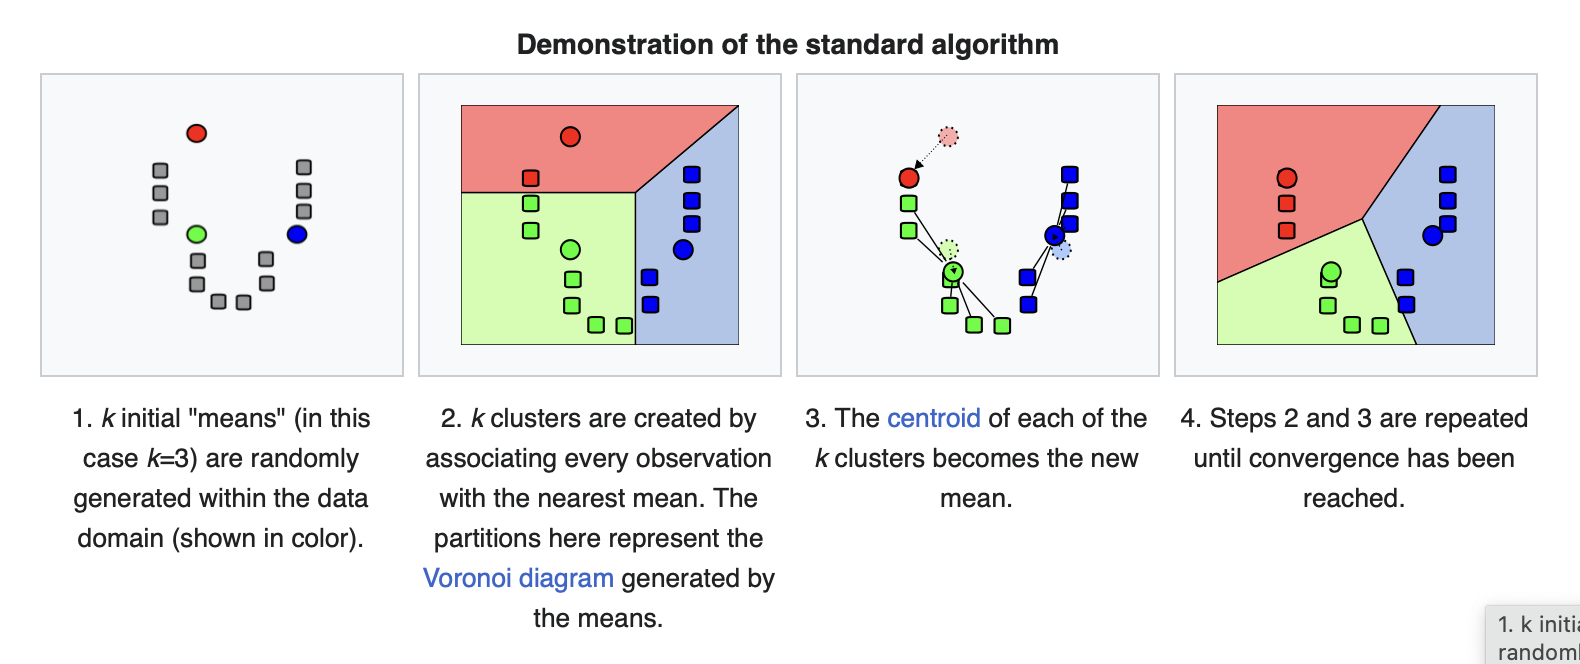 Demonstration of the standard algorithm
1. k initial "means" (in this
case k=3) are randomly
generated within the data
domain (shown in color).
2. k clusters are created by
associating every observation
with the nearest mean. The
partitions here represent the
Voronoi diagram generated by
the means.
3. The centroid of each of the
k clusters becomes the new
mean.
4. Steps 2 and 3 are repeated
until convergence has been
reached.
1. k initia
randoml